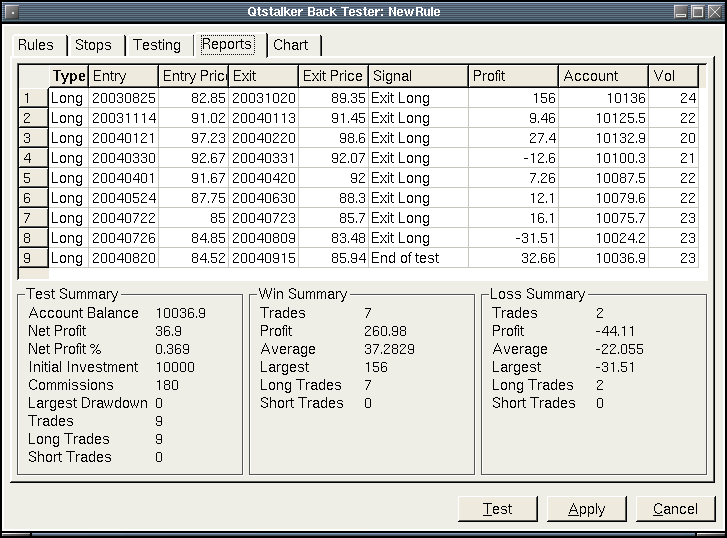 Qtstalker Back Tester: NewRule
Rules Stops Testing Reports Chart
Type Entry Entry Pric Exit Exit Price Signal Profit Account Vol
1 Long 20030825 82.85 20031020 89.35 Exit Long 156 10136 24
2 Long 20031114 91.02 20040113 91.45 Exit Long 9.46 10125.5 22
3 Long 20040121 97.23 20040220 98.6 Exit Long 27.4 10132.9 20
4 Long 20040330 92.67 20040331 92.07 Exit Long -12.6 10100.3 21
5 Long 20040401 91.67 20040420 92 Exit Long 7.26 10087.5 22
6 Long 20040524 87.75 20040630 88.3 Exit Long 12.1 10079.6 22
7 Long 20040722 85 20040723 85.7 Exit Long 16.1 10075.7 23
8 Long 20040726 84.85 20040809 83.48 Exit Long -31.51 10024.2 23
9 Long 20040820 84.52 20040915 85.94 End of test 32.66 10036.9 23
Test Summary
Account Balance 10036.9
Net Profit 36.9
Net Profit % 0.369
Initial Investment 10000
Commissions 180
Largest Drawdown 0
Trades 9
Long Trades 9
Short Trades 0
Win Summary
Trades 7
Profit 260.98
Average 37.2829
Largest 156
Long Trades 7
Short Trades 0
Loss Summary
Trades 2
Profit -44.11
Average -22.055
Largest -31.51
Long Trades 2
Short Trades 0
Test Apply Cancel